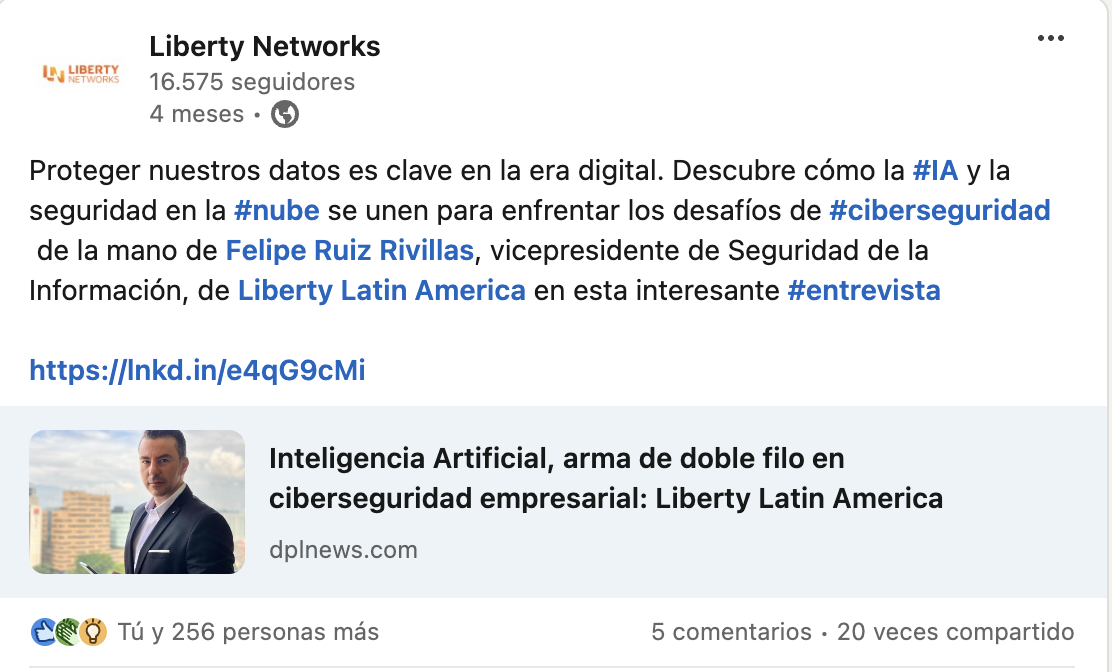 Liberty Networks
LIBERTY
NETWORKS
16.575 seguidores
4 meses •
Proteger nuestros datos es clave en la era digital. Descubre cómo la #IA y la
seguridad en la #nube se unen para enfrentar los desafíos de #ciberseguridad
de la mano de Felipe Ruiz Rivillas, vicepresidente de Seguridad de la
Información, de Liberty Latin America en esta interesante #entrevista
https://lnkd.in/e4qG9cMi
Inteligencia Artificial, arma de doble filo en
ciberseguridad empresarial: Liberty Latin America
dplnews.com
Tú y 256 personas más
5 comentarios • 20 veces compartido